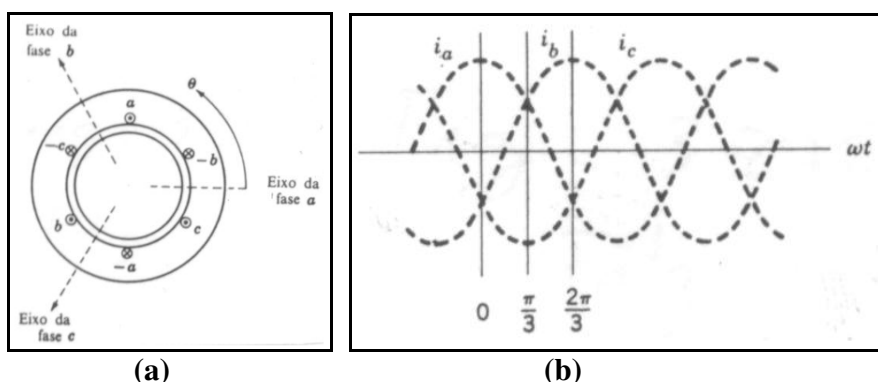 Eixo da
fase b
θ
a
-c
-b
Eixo da
fase a
b
c
-a
Eixo da
fase c
(a)
i_a
i_b
i_c
ωt
0
π/3
2π/3
(b)